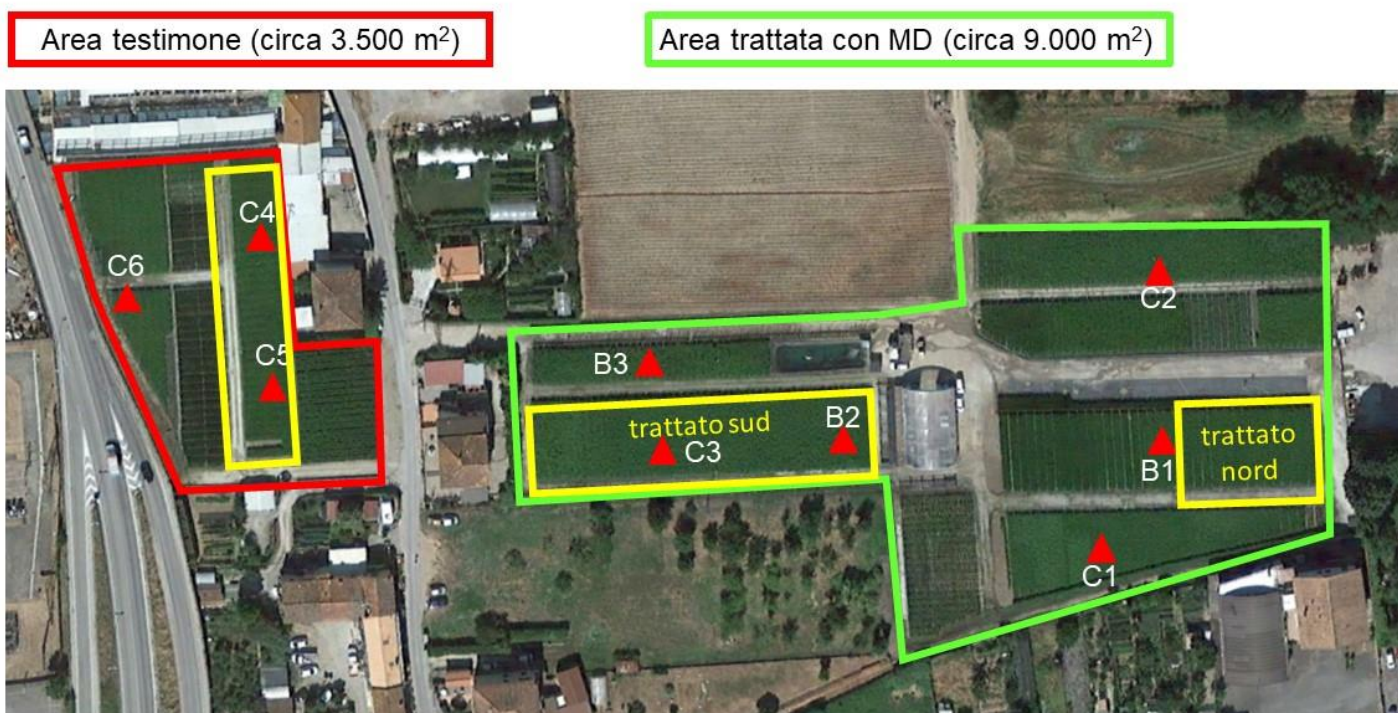 Area testimone (circa 3.500 m²)
Area trattata con MD (circa 9.000 m²)
C4
C6
C5
C2
B3
trattato sud
B2
C3
B1
trattato
nord
C1